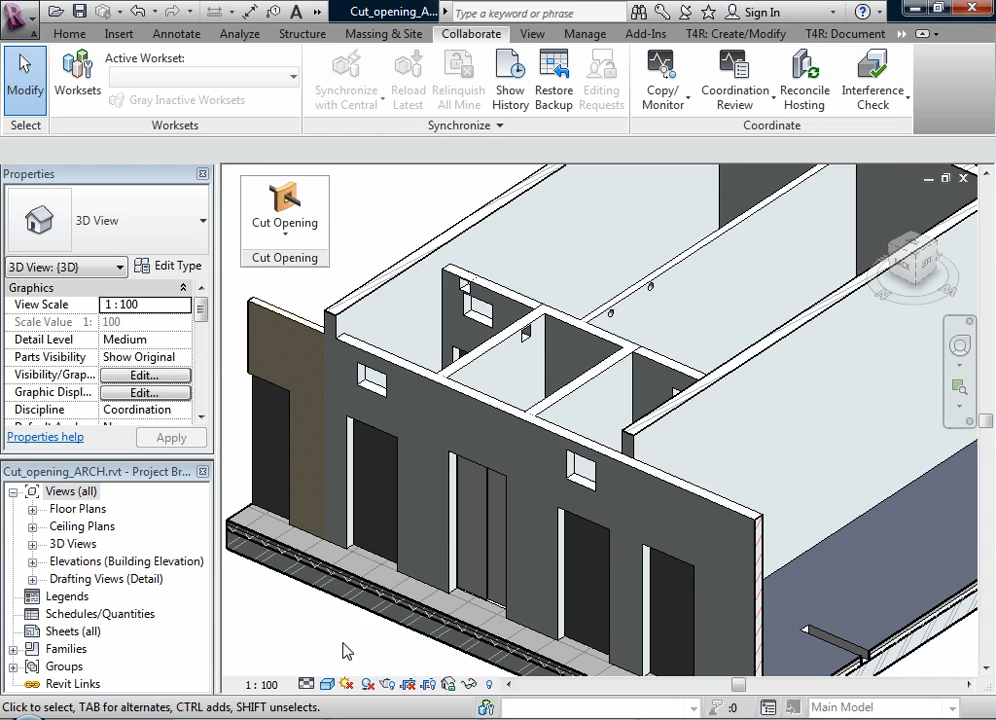 Cut_opening_A...
Type a keyword or phrase
Sign In
Home
Insert
Annotate
Analyze
Structure
Massing & Site
Collaborate
View
Manage
Add-Ins
T4R: Create/Modify
T4R: Document
Modify
Worksets
Active Workset:
Gray Inactive Worksets
Synchronize
with Central
Reload
Latest
Relinquish
All Mine
Show
History
Restore
Backup
Editing
Requests
Copy/
Monitor
Coordination
Review
Reconcile
Hosting
Interference
Check
Select
Worksets
Synchronize
Coordinate
Properties
3D View
3D View: {3D}
Edit Type
Graphics
View Scale
1 : 100
Scale Value 1:
100
Detail Level
Medium
Parts Visibility
Show Original
Visibility/Grap...
Edit...
Graphic Displ...
Edit...
Discipline
Coordination
Properties help
Apply
Cut_opening_ARCH.rvt - Project Br...
Views (all)
Floor Plans
Ceiling Plans
3D Views
Elevations (Building Elevation)
Drafting Views (Detail)
Legends
Schedules/Quantities
Sheets (all)
Families
Groups
Revit Links
Cut Opening
Cut Opening
BACK
LEFT
1 : 100
Click to select, TAB for alternates, CTRL adds, SHIFT unselects.
:0
Main Model